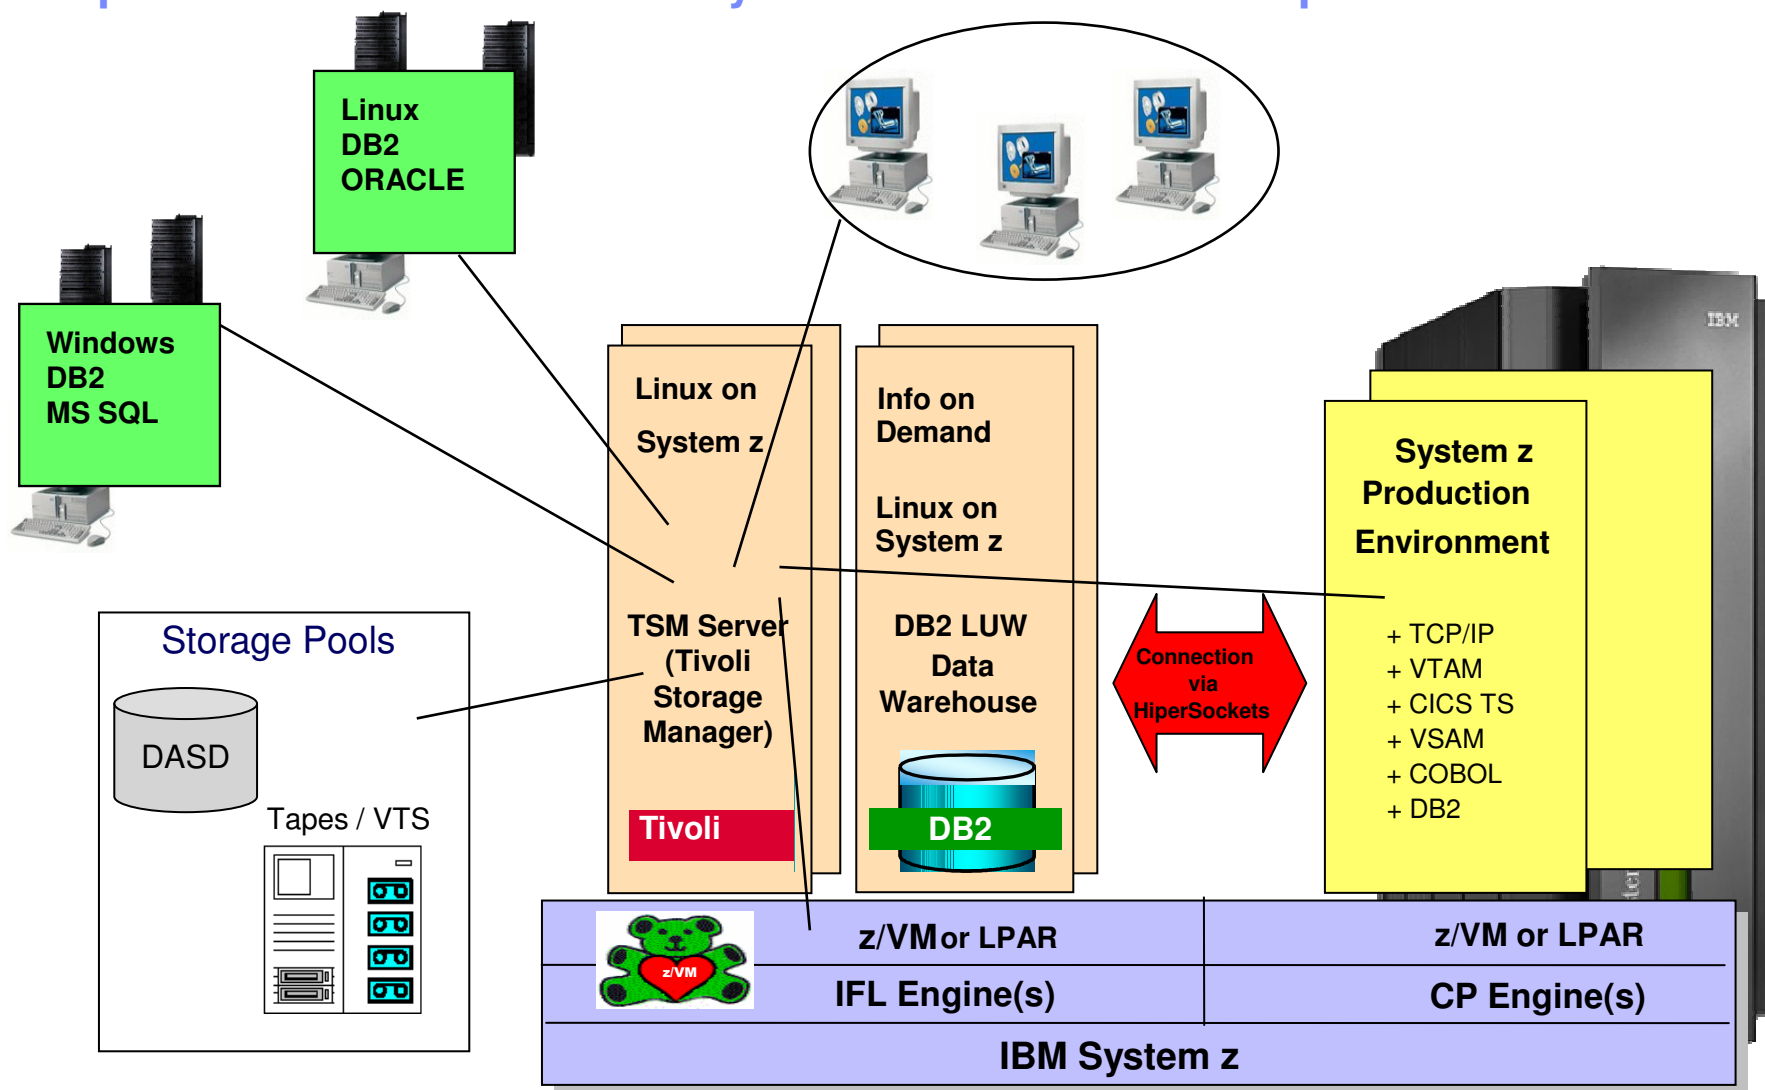 Linux
DB2
ORACLE
Windows
DB2
MS SQL
Linux on
System z
TSM Server
(Tivoli
Storage
Manager)
Tivoli
Info on
Demand
Linux on
System z
DB2 LUW
Data
Warehouse
DB2
Connection
via
HiperSockets
IBM
System z
Production
Environment
+ TCP/IP
+ VTAM
+ CICS TS
+ VSAM
+ COBOL
+ DB2
Storage Pools
DASD
Tapes / VTS
z/VM
z/VM or LPAR
z/VM or LPAR
IFL Engine(s)
CP Engine(s)
IBM System z